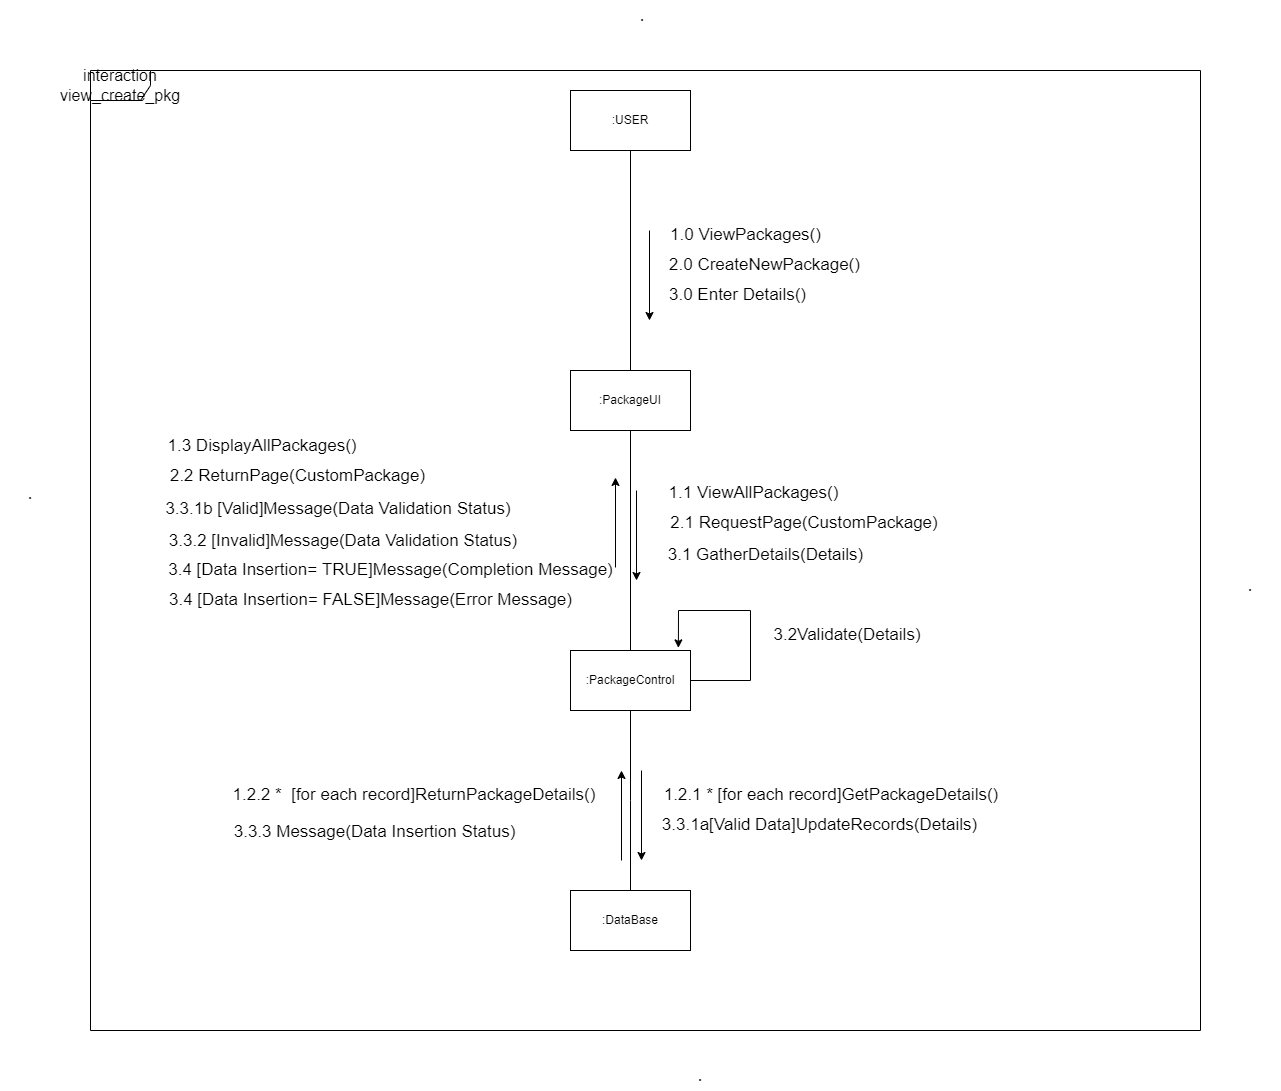 interaction
view_create_pkg
:USER
1.0 ViewPackages()
2.0 CreateNewPackage()
3.0 Enter Details()
:PackageUI
1.3 DisplayAllPackages()
2.2 ReturnPage(CustomPackage)
3.3.1b [Valid]Message(Data Validation Status)
3.3.2 [Invalid]Message(Data Validation Status)
3.4 [Data Insertion= TRUE]Message(Completion Message)
3.4 [Data Insertion= FALSE]Message(Error Message)
1.1 ViewAllPackages()
2.1 RequestPage(CustomPackage)
3.1 GatherDetails(Details)
3.2Validate(Details)
:PackageControl
1.2.2 *  [for each record]ReturnPackageDetails()
3.3.3 Message(Data Insertion Status)
1.2.1 * [for each record]GetPackageDetails()
3.3.1a[Valid Data]UpdateRecords(Details)
:DataBase